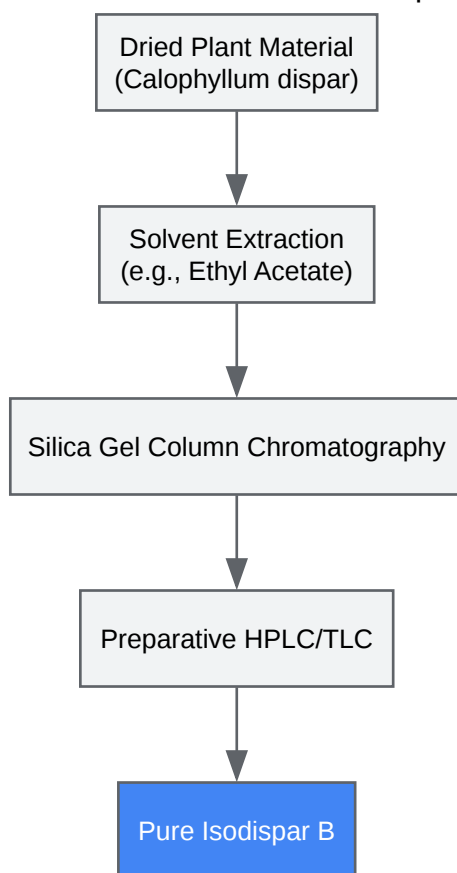 Dried Plant Material
(Calophyllum dispar)
Solvent Extraction
(e.g., Ethyl Acetate)
Silica Gel Column Chromatography
Preparative HPLC/TLC
Pure Isodispar B